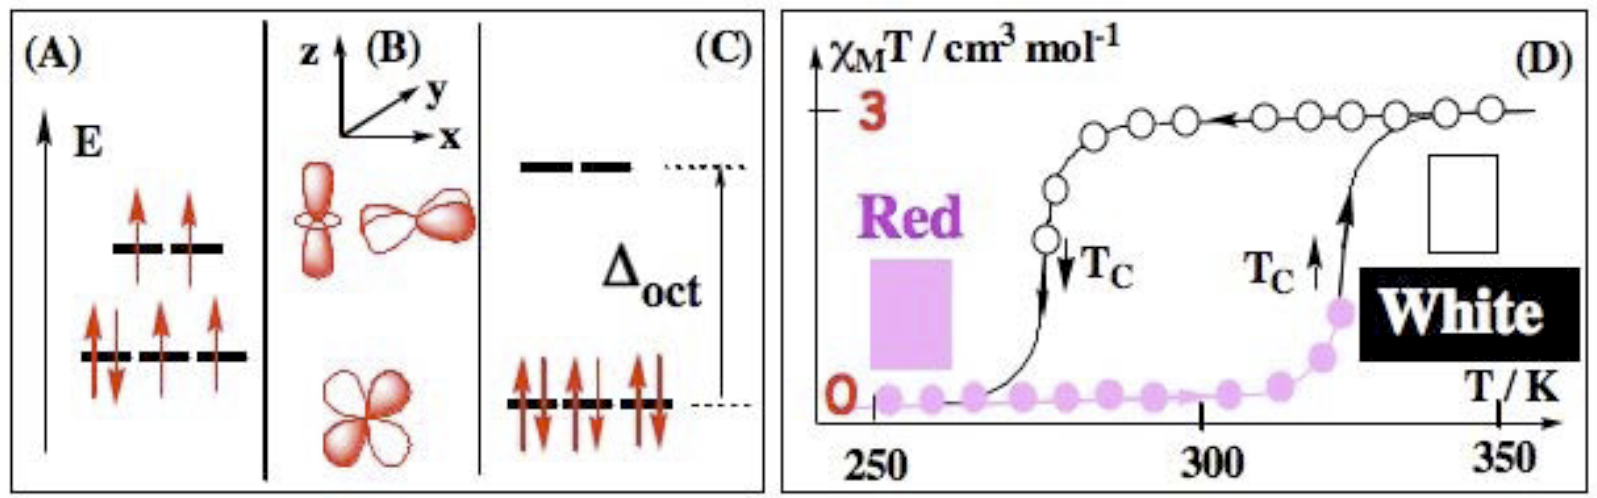 (A)
E
z
(B)
y
x
(C)
Δoct
χMT / cm³ mol⁻¹
(D)
3
Red
TC
TC
White
0
T / K
250
300
350